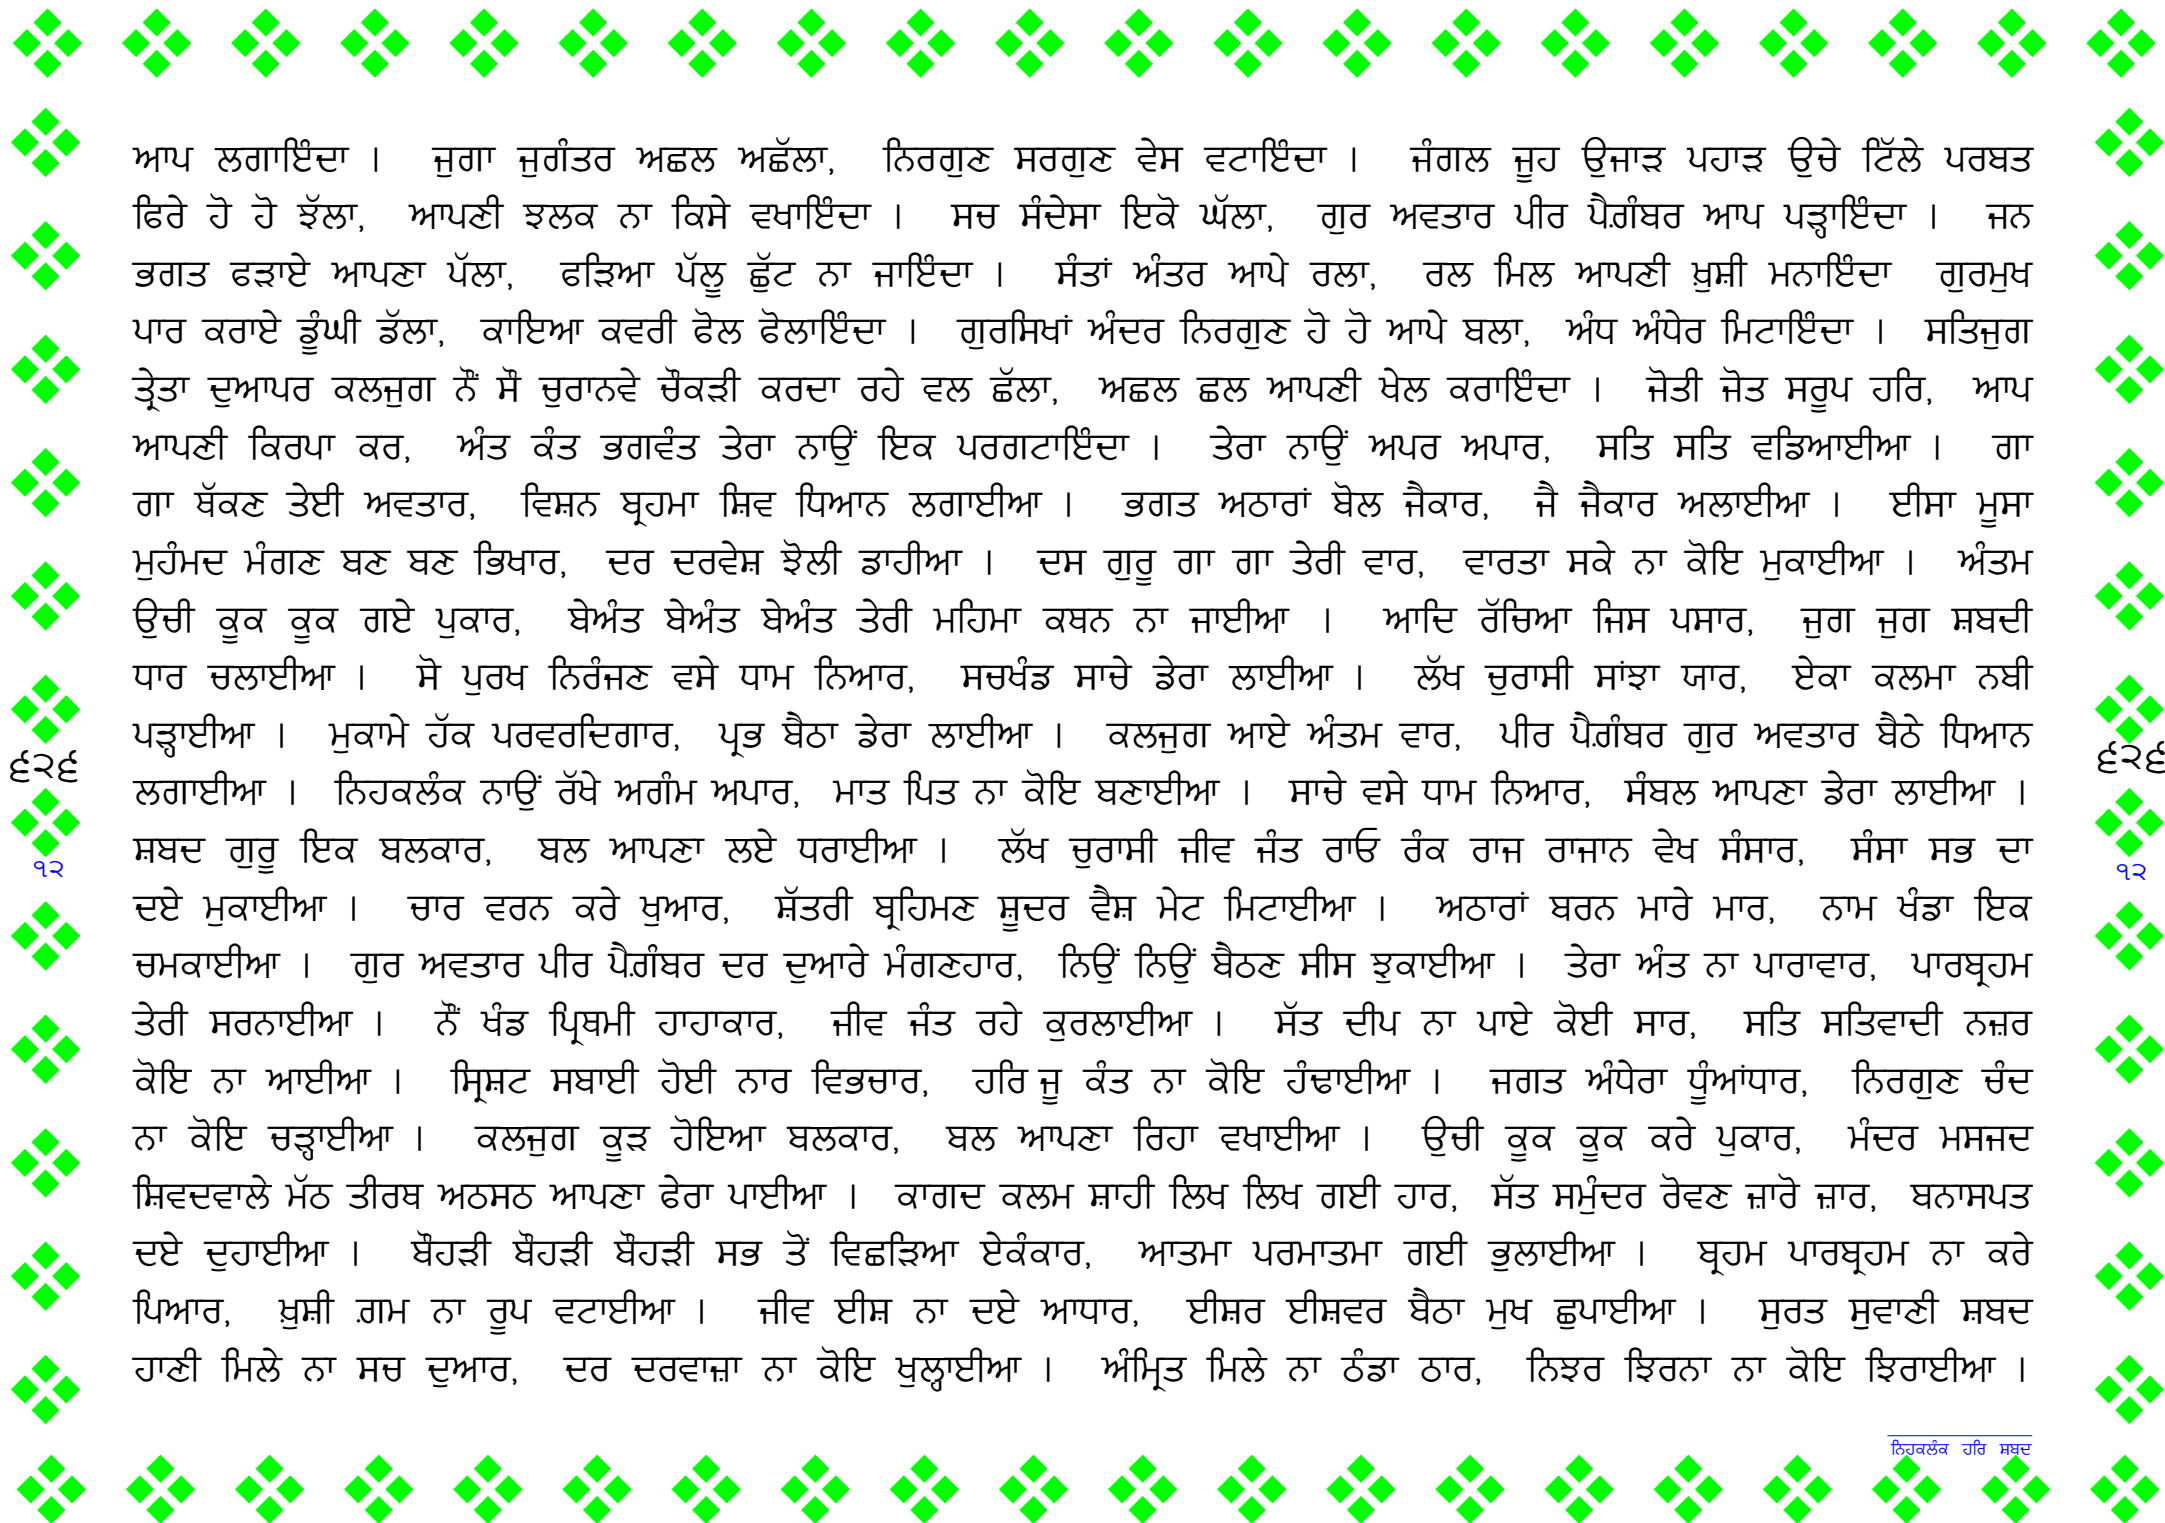 ਆਪ ਲਗਾਇੰਦਾ । ਜੁਗਾ ਜੁਗੰਤਰ ਅਛਲ ਅਛੱਲਾ, ਨਿਰਗੁਣ ਸਰਗੁਣ ਵੇਸ ਵਟਾਇੰਦਾ । ਜੰਗਲ ਜੂਹ ਉਜਾੜ ਪਹਾੜ ਉਚੇ ਟਿੱਲੇ ਪਰਬਤ
ਫਿਰੇ ਹੋ ਹੋ ਝੱਲਾ, ਆਪਣੀ ਝਲਕ ਨਾ ਕਿਸੇ ਵਖਾਇੰਦਾ । ਸਚ ਸੰਦੇਸਾ ਇਕੋ ਘੱਲਾ, ਗੁਰ ਅਵਤਾਰ ਪੀਰ ਪੈਗ਼ੰਬਰ ਆਪ ਪੜ੍ਹਾਇੰਦਾ । ਜਨ
ਭਗਤ ਫੜਾਏ ਆਪਣਾ ਪੱਲਾ, ਫੜਿਆ ਪੱਲੂ ਛੁੱਟ ਨਾ ਜਾਇੰਦਾ । ਸੰਤਾਂ ਅੰਤਰ ਆਪੇ ਰਲਾ, ਰਲ ਮਿਲ ਆਪਣੀ ਖ਼ੁਸ਼ੀ ਮਨਾਇੰਦਾ ਗੁਰਮੁਖ
ਪਾਰ ਕਰਾਏ ਡੂੰਘੀ ਡੱਲਾ, ਕਾਇਆ ਕਵਰੀ ਫੋਲ ਫੋਲਾਇੰਦਾ । ਗੁਰਸਿਖਾਂ ਅੰਦਰ ਨਿਰਗੁਣ ਹੋ ਹੋ ਆਪੇ ਬਲਾ, ਅੰਧ ਅੰਧੇਰ ਮਿਟਾਇੰਦਾ । ਸਤਿਜੁਗ
ਤ੍ਰੇਤਾ ਦੁਆਪਰ ਕਲਜੁਗ ਨੌਂ ਸੌ ਚੁਰਾਨਵੇ ਚੌਕੜੀ ਕਰਦਾ ਰਹੇ ਵਲ ਛੱਲਾ, ਅਛਲ ਛਲ ਆਪਣੀ ਖੇਲ ਕਰਾਇੰਦਾ । ਜੋਤੀ ਜੋਤ ਸਰੂਪ ਹਰਿ, ਆਪ
ਆਪਣੀ ਕਿਰਪਾ ਕਰ, ਅੰਤ ਕੰਤ ਭਗਵੰਤ ਤੇਰਾ ਨਾਉਂ ਇਕ ਪਰਗਟਾਇੰਦਾ । ਤੇਰਾ ਨਾਉਂ ਅਪਰ ਅਪਾਰ, ਸਤਿ ਸਤਿ ਵਡਿਆਈਆ । ਗਾ
ਗਾ ਥੱਕਣ ਤੇਈ ਅਵਤਾਰ, ਵਿਸ਼ਨ ਬ੍ਰਹਮਾ ਸ਼ਿਵ ਧਿਆਨ ਲਗਾਈਆ । ਭਗਤ ਅਠਾਰਾਂ ਬੋਲ ਜੈਕਾਰ, ਜੈ ਜੈਕਾਰ ਅਲਾਈਆ । ਈਸਾ ਮੂਸਾ
ਮੁਹੰਮਦ ਮੰਗਣ ਬਣ ਬਣ ਭਿਖਾਰ, ਦਰ ਦਰਵੇਸ਼ ਝੋਲੀ ਡਾਹੀਆ । ਦਸ ਗੁਰੂ ਗਾ ਗਾ ਤੇਰੀ ਵਾਰ, ਵਾਰਤਾ ਸਕੇ ਨਾ ਕੋਇ ਮੁਕਾਈਆ । ਅੰਤਮ
ਉਚੀ ਕੂਕ ਕੂਕ ਗਏ ਪੁਕਾਰ, ਬੇਅੰਤ ਬੇਅੰਤ ਬੇਅੰਤ ਤੇਰੀ ਮਹਿਮਾ ਕਥਨ ਨਾ ਜਾਈਆ । ਆਦਿ ਰੱਚਿਆ ਜਿਸ ਪਸਾਰ, ਜੁਗ ਜੁਗ ਸ਼ਬਦੀ
ਧਾਰ ਚਲਾਈਆ । ਸੋ ਪੁਰਖ ਨਿਰੰਜਣ ਵਸੇ ਧਾਮ ਨਿਆਰ, ਸਚਖੰਡ ਸਾਚੇ ਡੇਰਾ ਲਾਈਆ । ਲੱਖ ਚੁਰਾਸੀ ਸਾਂਝਾ ਯਾਰ, ਏਕਾ ਕਲਮਾ ਨਬੀ
ਪੜ੍ਹਾਈਆ । ਮੁਕਾਮੇ ਹੱਕ ਪਰਵਰਦਿਗਾਰ, ਪ੍ਰਭ ਬੈਠਾ ਡੇਰਾ ਲਾਈਆ । ਕਲਜੁਗ ਆਏ ਅੰਤਮ ਵਾਰ, ਪੀਰ ਪੈਗ਼ੰਬਰ ਗੁਰ ਅਵਤਾਰ ਬੈਠੇ ਧਿਆਨ
੬੨੬ ੬੨੬
ਲਗਾਈਆ । ਨਿਹਕਲੰਕ ਨਾਉਂ ਰੱਖੇ ਅਗੰਮ ਅਪਾਰ, ਮਾਤ ਪਿਤ ਨਾ ਕੋਇ ਬਣਾਈਆ । ਸਾਚੇ ਵਸੇ ਧਾਮ ਨਿਆਰ, ਸੰਬਲ ਆਪਣਾ ਡੇਰਾ ਲਾਈਆ ।
ਸ਼ਬਦ ਗੁਰੂ ਇਕ ਬਲਕਾਰ, ਬਲ ਆਪਣਾ ਲਏ ਧਰਾਈਆ । ਲੱਖ ਚੁਰਾਸੀ ਜੀਵ ਜੰਤ ਰਾਓ ਰੰਕ ਰਾਜ ਰਾਜਾਨ ਵੇਖ ਸੰਸਾਰ, ਸੰਸਾ ਸਭ ਦਾ
੧੨ ੧੨
ਦਏ ਮੁਕਾਈਆ । ਚਾਰ ਵਰਨ ਕਰੇ ਖੁਆਰ, ਸ਼ੱਤਰੀ ਬ੍ਰਹਿਮਣ ਸ਼ੂਦਰ ਵੈਸ਼ ਮੇਟ ਮਿਟਾਈਆ । ਅਠਾਰਾਂ ਬਰਨ ਮਾਰੇ ਮਾਰ, ਨਾਮ ਖੰਡਾ ਇਕ
ਚਮਕਾਈਆ । ਗੁਰ ਅਵਤਾਰ ਪੀਰ ਪੈਗ਼ੰਬਰ ਦਰ ਦੁਆਰੇ ਮੰਗਣਹਾਰ, ਨਿਉਂ ਨਿਉਂ ਬੈਠਣ ਸੀਸ ਝੁਕਾਈਆ । ਤੇਰਾ ਅੰਤ ਨਾ ਪਾਰਾਵਾਰ, ਪਾਰਬ੍ਰਹਮ
ਤੇਰੀ ਸਰਨਾਈਆ । ਨੌਂ ਖੰਡ ਪ੍ਰਿਥਮੀ ਹਾਹਾਕਾਰ, ਜੀਵ ਜੰਤ ਰਹੇ ਕੁਰਲਾਈਆ । ਸੱਤ ਦੀਪ ਨਾ ਪਾਏ ਕੋਈ ਸਾਰ, ਸਤਿ ਸਤਿਵਾਦੀ ਨਜ਼ਰ
ਕੋਇ ਨਾ ਆਈਆ । ਸ੍ਰਿਸ਼ਟ ਸਬਾਈ ਹੋਈ ਨਾਰ ਵਿਭਚਾਰ, ਹਰਿ ਜੂ ਕੰਤ ਨਾ ਕੋਇ ਹੰਢਾਈਆ । ਜਗਤ ਅੰਧੇਰਾ ਧੂੰਆਂਧਾਰ, ਨਿਰਗੁਣ ਚੰਦ
ਨਾ ਕੋਇ ਚੜ੍ਹਾਈਆ । ਕਲਜੁਗ ਕੂੜ ਹੋਇਆ ਬਲਕਾਰ, ਬਲ ਆਪਣਾ ਰਿਹਾ ਵਖਾਈਆ । ਉਚੀ ਕੂਕ ਕੂਕ ਕਰੇ ਪੁਕਾਰ, ਮੰਦਰ ਮਸਜਦ
ਸ਼ਿਵਦਵਾਲੇ ਮੱਠ ਤੀਰਥ ਅਠਸਠ ਆਪਣਾ ਫੇਰਾ ਪਾਈਆ । ਕਾਗਦ ਕਲਮ ਸ਼ਾਹੀ ਲਿਖ ਲਿਖ ਗਈ ਹਾਰ, ਸੱਤ ਸਮੁੰਦਰ ਰੋਵਣ ਜ਼ਾਰੋ ਜ਼ਾਰ, ਬਨਾਸਪਤ
ਦਏ ਦੁਹਾਈਆ । ਬੌਹੜੀ ਬੌਹੜੀ ਬੌਹੜੀ ਸਭ ਤੋਂ ਵਿਛੜਿਆ ਏਕੰਕਾਰ, ਆਤਮਾ ਪਰਮਾਤਮਾ ਗਈ ਭੁਲਾਈਆ । ਬ੍ਰਹਮ ਪਾਰਬ੍ਰਹਮ ਨਾ ਕਰੇ
ਪਿਆਰ, ਖ਼ੁਸ਼ੀ ਗ਼ਮ ਨਾ ਰੂਪ ਵਟਾਈਆ । ਜੀਵ ਈਸ਼ ਨਾ ਦਏ ਆਧਾਰ, ਈਸ਼ਰ ਈਸ਼ਵਰ ਬੈਠਾ ਮੁਖ ਛੁਪਾਈਆ । ਸੁਰਤ ਸੁਵਾਣੀ ਸ਼ਬਦ
ਹਾਣੀ ਮਿਲੇ ਨਾ ਸਚ ਦੁਆਰ, ਦਰ ਦਰਵਾਜ਼ਾ ਨਾ ਕੋਇ ਖੁਲ੍ਹਾਈਆ । ਅੰਮ੍ਰਿਤ ਮਿਲੇ ਨਾ ਠੰਡਾ ਠਾਰ, ਨਿਝਰ ਝਿਰਨਾ ਨਾ ਕੋਇ ਝਿਰਾਈਆ ।
ਨਿਹਕਲੰਕ ਹਰਿ ਸ਼ਬਦ